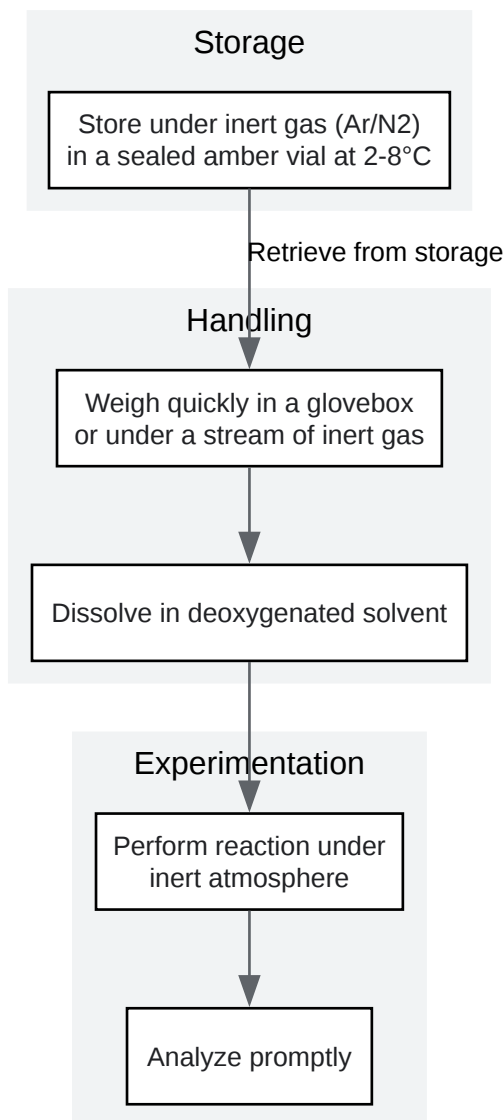 Storage
Store under inert gas (Ar/N2)
in a sealed amber vial at 2-8°C
Retrieve from storage
Handling
Weigh quickly in a glovebox
or under a stream of inert gas
Dissolve in deoxygenated solvent
Experimentation
Perform reaction under
inert atmosphere
Analyze promptly